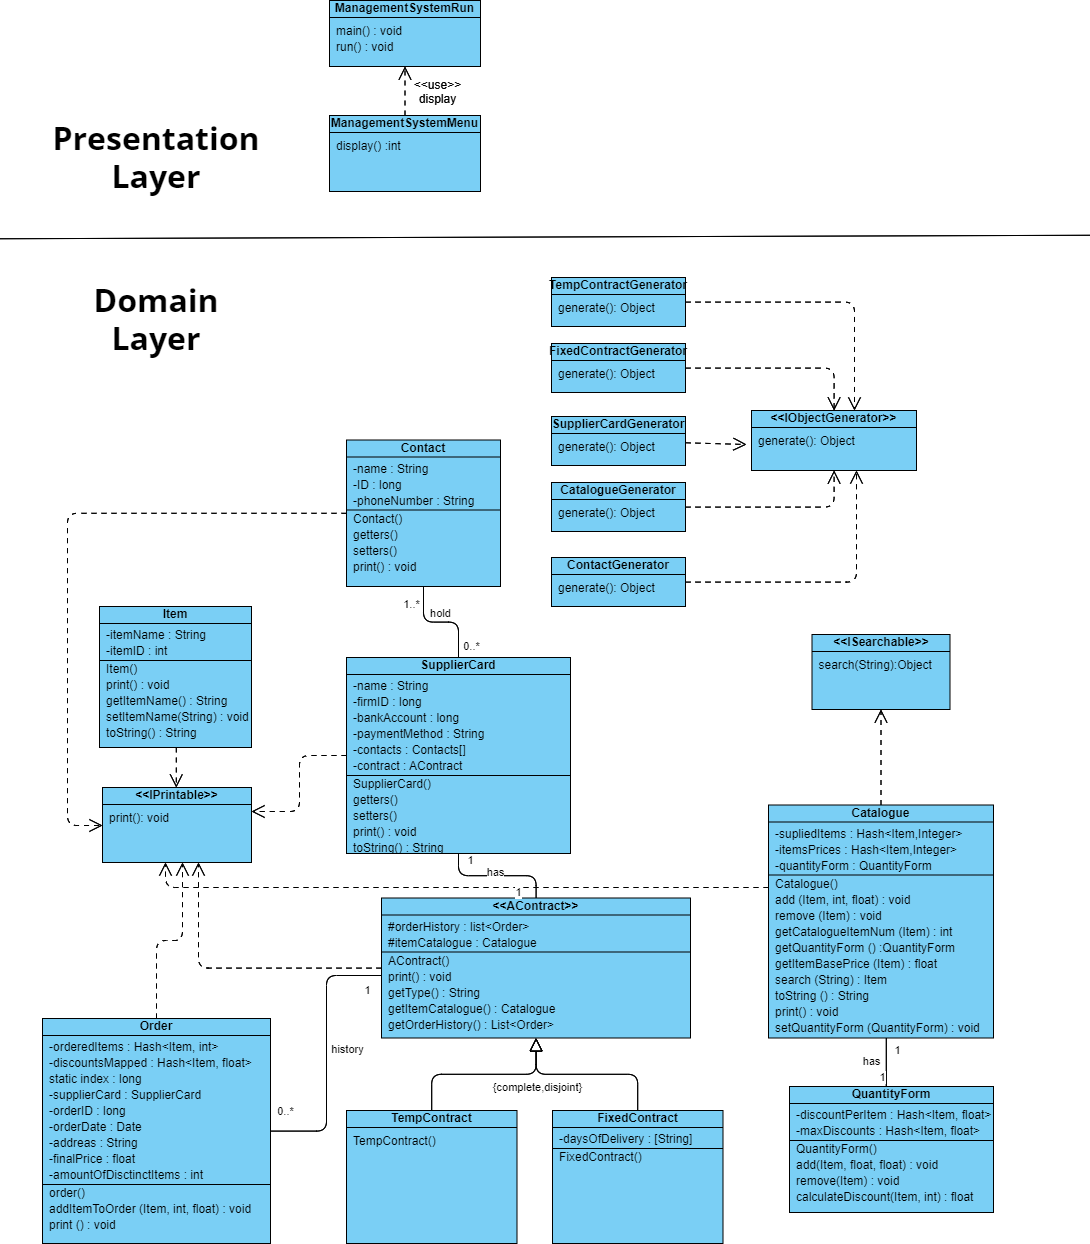 ManagementSystemRun
main() : void
run() : void
<<use>>
display
ManagementSystemMenu
display() :int
Presentation
Layer
Domain
Layer
TempContractGenerator
generate(): Object
FixedContractGenerator
generate(): Object
SupplierCardGenerator
generate(): Object
CatalogueGenerator
generate(): Object
ContactGenerator
generate(): Object
<<IObjectGenerator>>
generate(): Object
Contact
-name : String
-ID : long
-phoneNumber : String
Contact()
getters()
setters()
print() : void
1..*
hold
0..*
Item
-itemName : String
-itemID : int
Item()
print() : void
getItemName() : String
setItemName(String) : void
toString() : String
<<IPrintable>>
print(): void
SupplierCard
-name : String
-firmID : long
-bankAccount : long
-paymentMethod : String
-contacts : Contacts[]
-contract : AContract
SupplierCard()
getters()
setters()
print() : void
toString() : String
1
has
1
<<ISearchable>>
search(String):Object
Catalogue
-supliedItems : Hash<Item,Integer>
-itemsPrices : Hash<Item,Integer>
-quantityForm : QuantityForm
Catalogue()
add (Item, int, float) : void
remove (Item) : void
getCatalogueItemNum (Item) : int
getQuantityForm () :QuantityForm
getItemBasePrice (Item) : float
search (String) : Item
toString () : String
print() : void
setQuantityForm (QuantityForm) : void
1
has
1
QuantityForm
-discountPerItem : Hash<Item, float>
-maxDiscounts : Hash<Item, float>
QuantityForm()
add(Item, float, float) : void
remove(Item) : void
calculateDiscount(Item, int) : float
<<AContract>>
#orderHistory : list<Order>
#itemCatalogue : Catalogue
AContract()
print() : void
getType() : String
getItemCatalogue() : Catalogue
getOrderHistory() : List<Order>
1
history
0..*
Order
-orderedItems : Hash<Item, int>
-discountsMapped : Hash<Item, float>
static index : long
-supplierCard : SupplierCard
-orderID : long
-orderDate : Date
-addreas : String
-finalPrice : float
-amountOfDisctinctItems : int
order()
addItemToOrder (Item, int, float) : void
print () : void
{complete,disjoint}
TempContract
TempContract()
FixedContract
-daysOfDelivery : [String]
FixedContract()